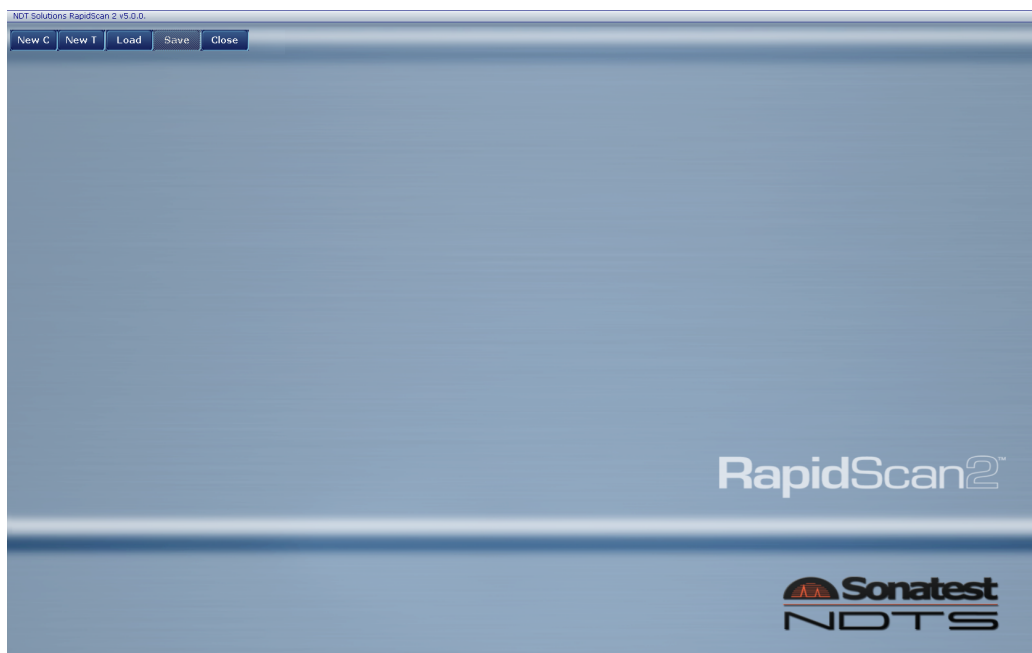 NDT Solutions RapidScan 2 v5.0.0.
New C New T Load Save Close
RapidScan2™
Sonatest
NDTS